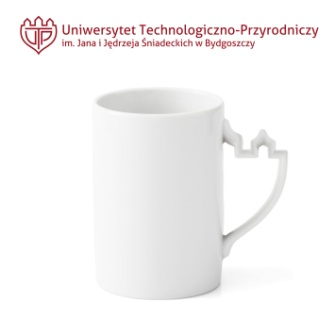 Uniwersytet Technologiczno-Przyrodniczy
im. Jana i Jędrzeja Śniadeckich w Bydgoszczy